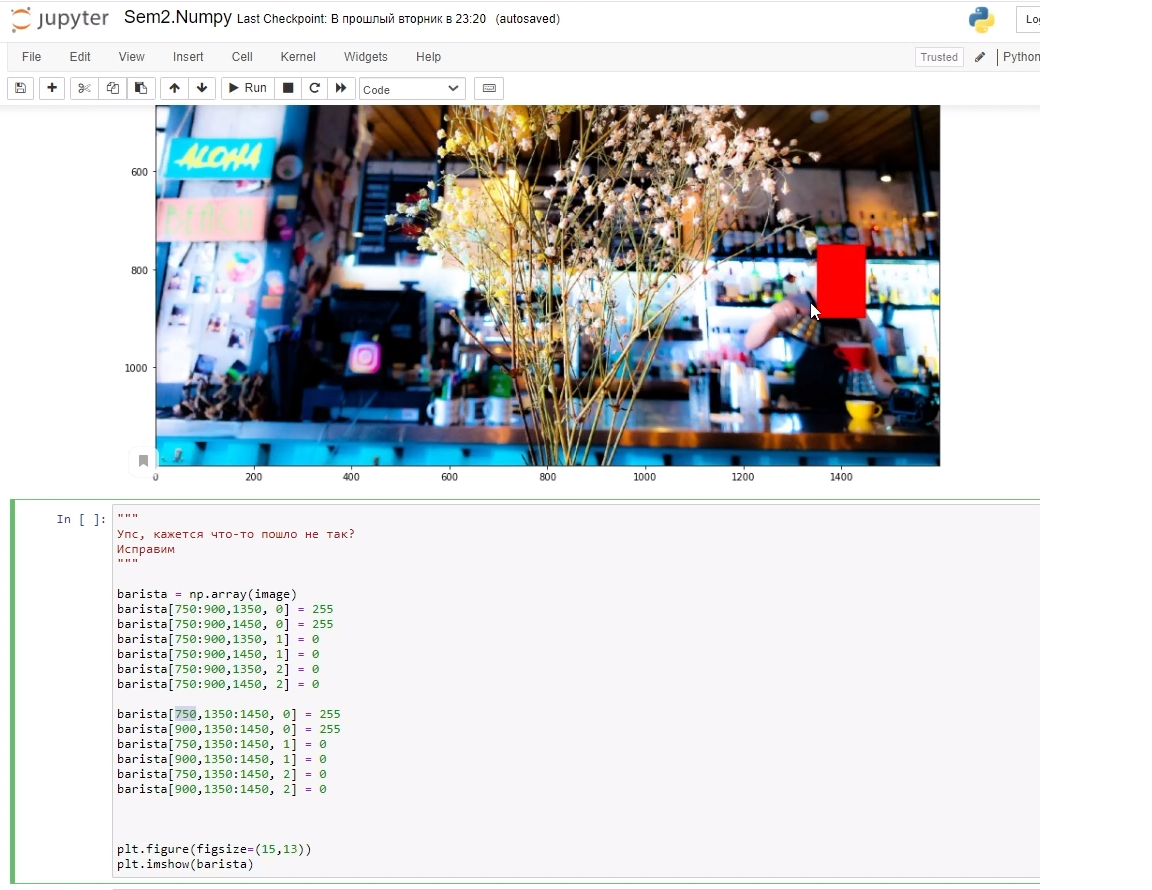 jupyter Sem2.Numpy Last Checkpoint: В прошлый вторник в 23:20 (autosaved)
File Edit View Insert Cell Kernel Widgets Help Trusted Python
Run Code
ALOHA
BEACH
600
800
1000
0 200 400 600 800 1000 1200 1400
In [ ]:
"""
Упс, кажется что-то пошло не так?
Исправим
"""
barista = np.array(image)
barista[750:900,1350, 0] = 255
barista[750:900,1450, 0] = 255
barista[750:900,1350, 1] = 0
barista[750:900,1450, 1] = 0
barista[750:900,1350, 2] = 0
barista[750:900,1450, 2] = 0
barista[750,1350:1450, 0] = 255
barista[900,1350:1450, 0] = 255
barista[750,1350:1450, 1] = 0
barista[900,1350:1450, 1] = 0
barista[750,1350:1450, 2] = 0
barista[900,1350:1450, 2] = 0
plt.figure(figsize=(15,13))
plt.imshow(barista)